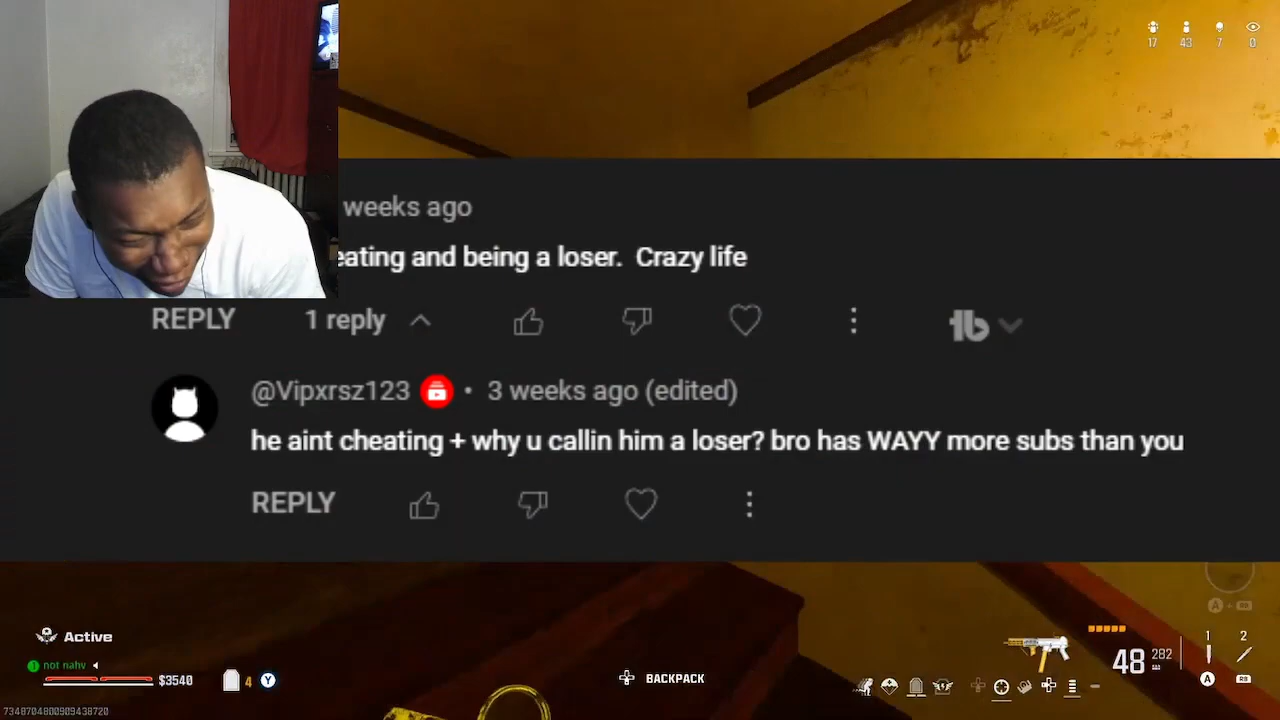 17 43 7 0
weeks ago
eating and being a loser. Crazy life
REPLY 1 reply
@Vipxrsz123 • 3 weeks ago (edited)
he aint cheating + why u callin him a loser? bro has WAYY more subs than you
REPLY
Active
not nahv
$3540 4 Y
BACKPACK
48 282
1 2
A RB
7348704800909438720